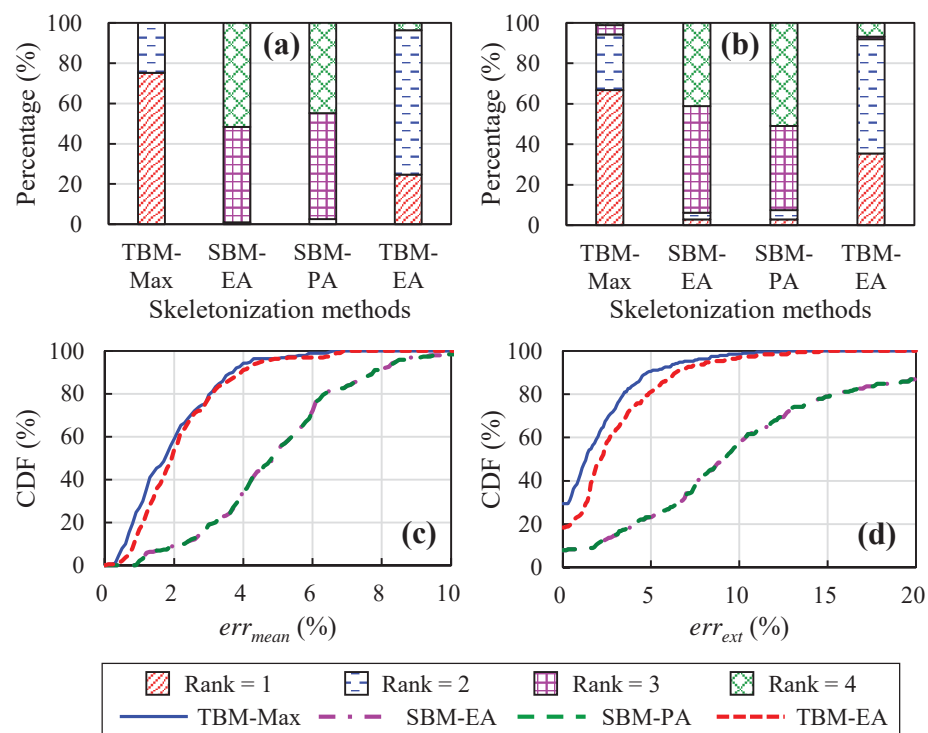 100
80
60
40
20
0
Percentage (%)
(a)
TBM-Max
SBM-EA
SBM-PA
TBM-EA
Skeletonization methods
100
80
60
40
20
0
Percentage (%)
(b)
TBM-Max
SBM-EA
SBM-PA
TBM-EA
Skeletonization methods
100
80
60
40
20
0
CDF (%)
(c)
0 2 4 6 8 10
err_mean (%)
100
80
60
40
20
0
CDF (%)
(d)
0 5 10 15 20
err_ext (%)
Rank = 1 Rank = 2 Rank = 3 Rank = 4
TBM-Max SBM-EA SBM-PA TBM-EA